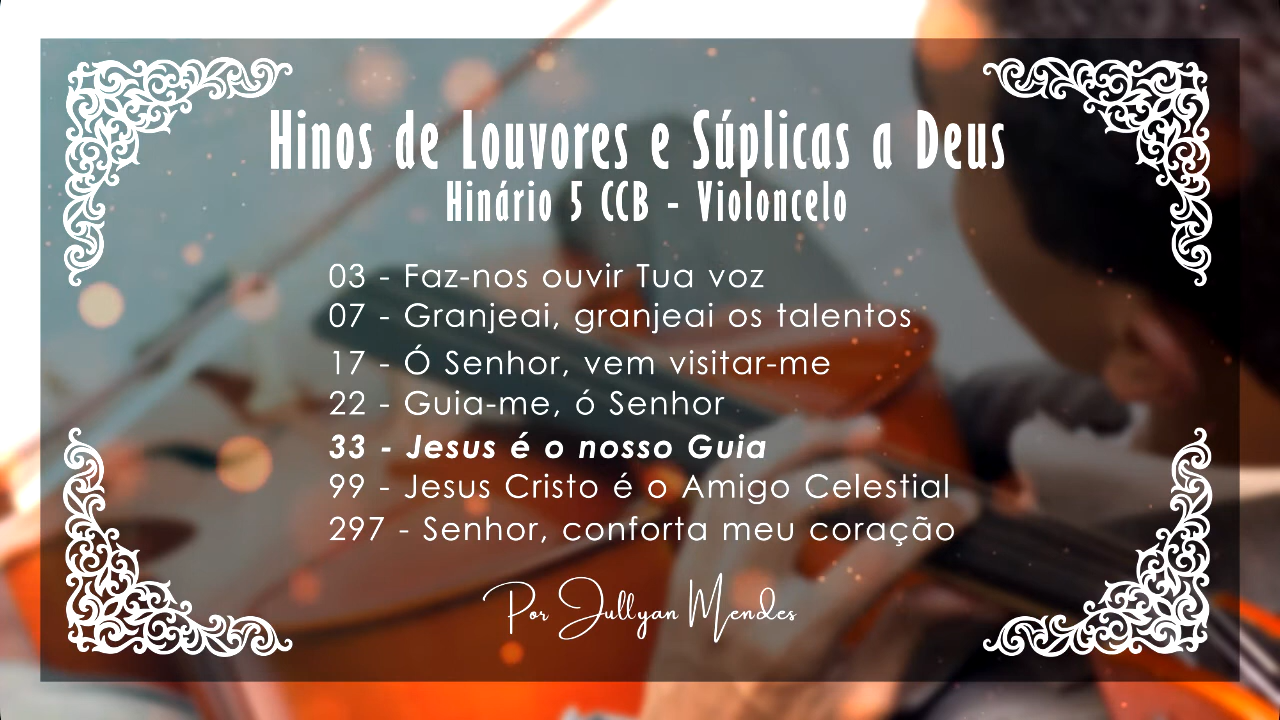 Hinos de Louvores e Súplicas a Deus
Hinário 5 CCB - Violoncelo
03 - Faz-nos ouvir Tua voz
07 - Granjeai, granjeai os talentos
17 - Ó Senhor, vem visitar-me
22 - Guia-me, ó Senhor
33 - Jesus é o nosso Guia
99 - Jesus Cristo é o Amigo Celestial
297 - Senhor, conforta meu coração
Por Jullyan Mendes